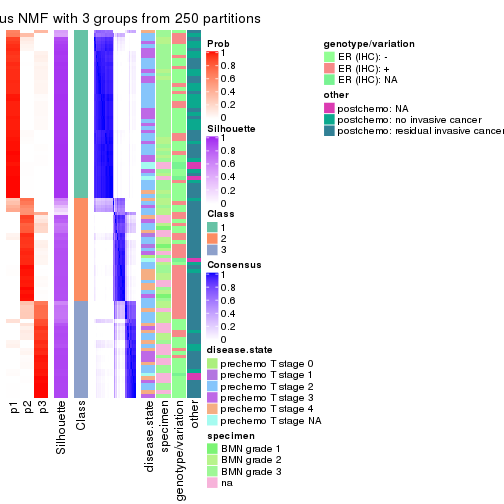 us NMF with 3 groups from 250 partitions
Prob
1
0.8
0.6
0.4
0.2
0
Silhouette
1
0.8
0.6
0.4
0.2
0
Class
1
2
3
Consensus
1
0.8
0.6
0.4
0.2
0
disease.state
prechemo T stage 0
prechemo T stage 1
prechemo T stage 2
prechemo T stage 3
prechemo T stage 4
prechemo T stage NA
specimen
BMN grade 1
BMN grade 2
BMN grade 3
na
genotype/variation
ER (IHC): -
ER (IHC): +
ER (IHC): NA
other
postchemo: NA
postchemo: no invasive cancer
postchemo: residual invasive cancer
p1
p2
p3
Silhouette
Class
disease.state
specimen
genotype/variation
other